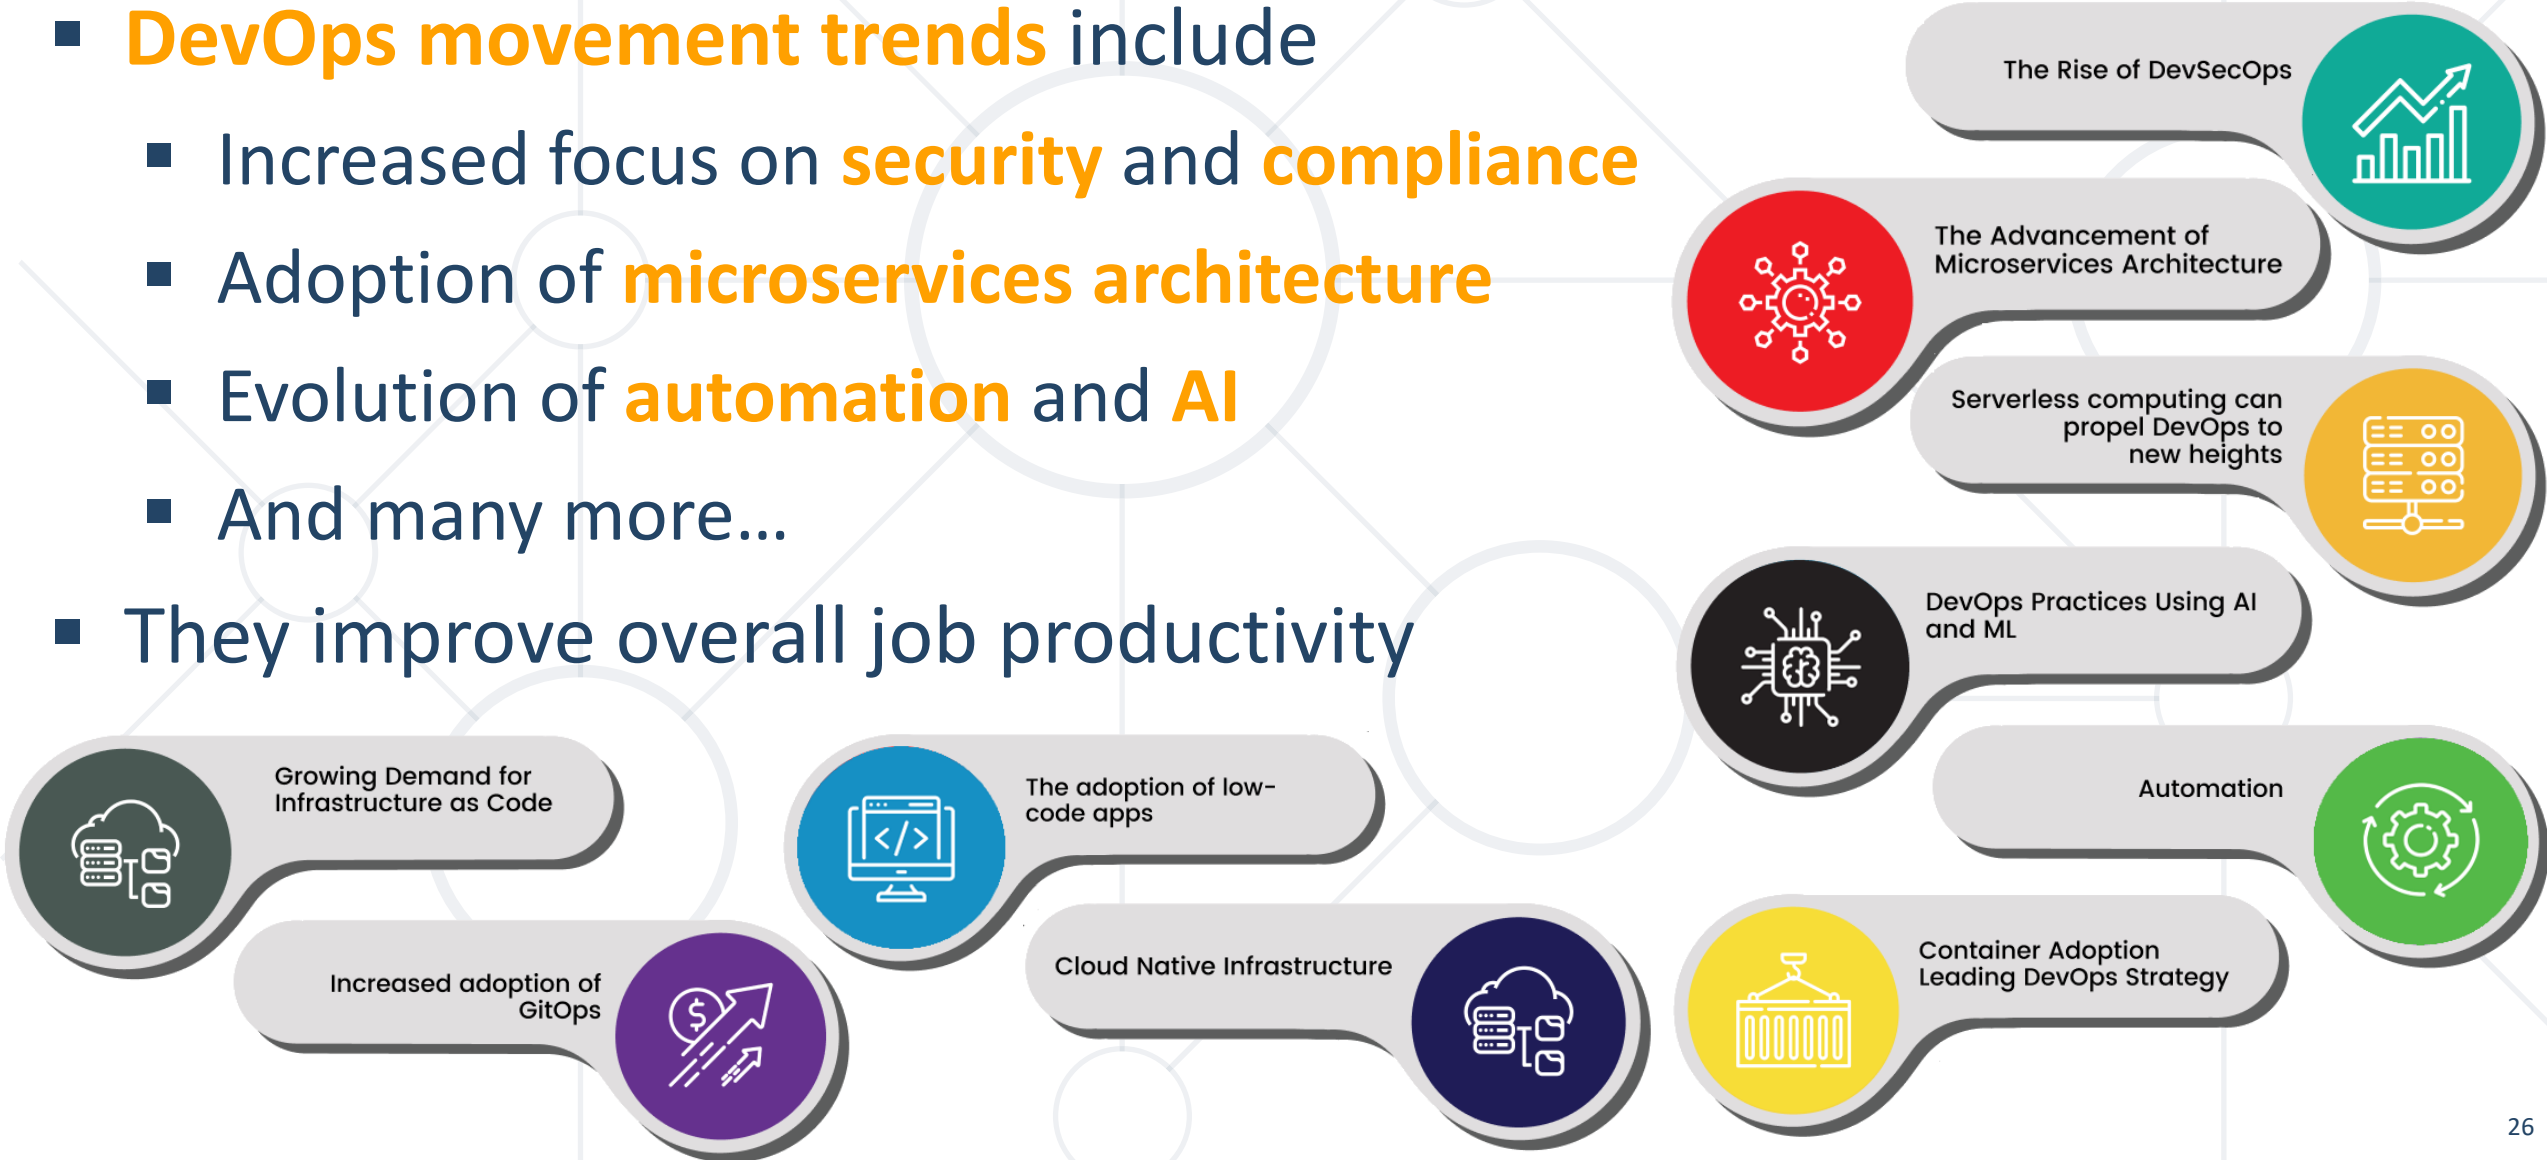 DevOps movement trends include
Increased focus on security and compliance
Adoption of microservices architecture
Evolution of automation and AI
And many more...
They improve overall job productivity
The Rise of DevSecOps
The Advancement of
Microservices Architecture
Serverless computing can
propel DevOps to
new heights
DevOps Practices Using AI
and ML
Automation
Container Adoption
Leading DevOps Strategy
Growing Demand for
Infrastructure as Code
Increased adoption of
GitOps
The adoption of low-
code apps
</>
Cloud Native Infrastructure
$
26